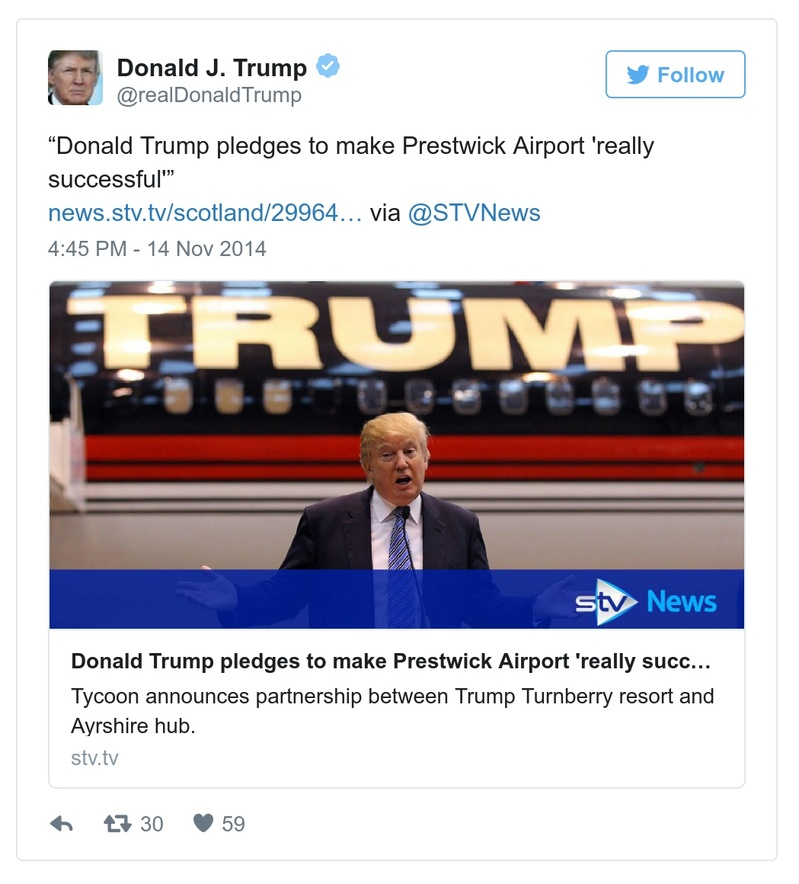 Donald J. Trump
@realDonaldTrump
Follow
“Donald Trump pledges to make Prestwick Airport 'really
successful'”
news.stv.tv/scotland/29964… via @STVNews
4:45 PM - 14 Nov 2014
TRUMP
stv News
Donald Trump pledges to make Prestwick Airport 'really succ…
Tycoon announces partnership between Trump Turnberry resort and
Ayrshire hub.
stv.tv
30 59